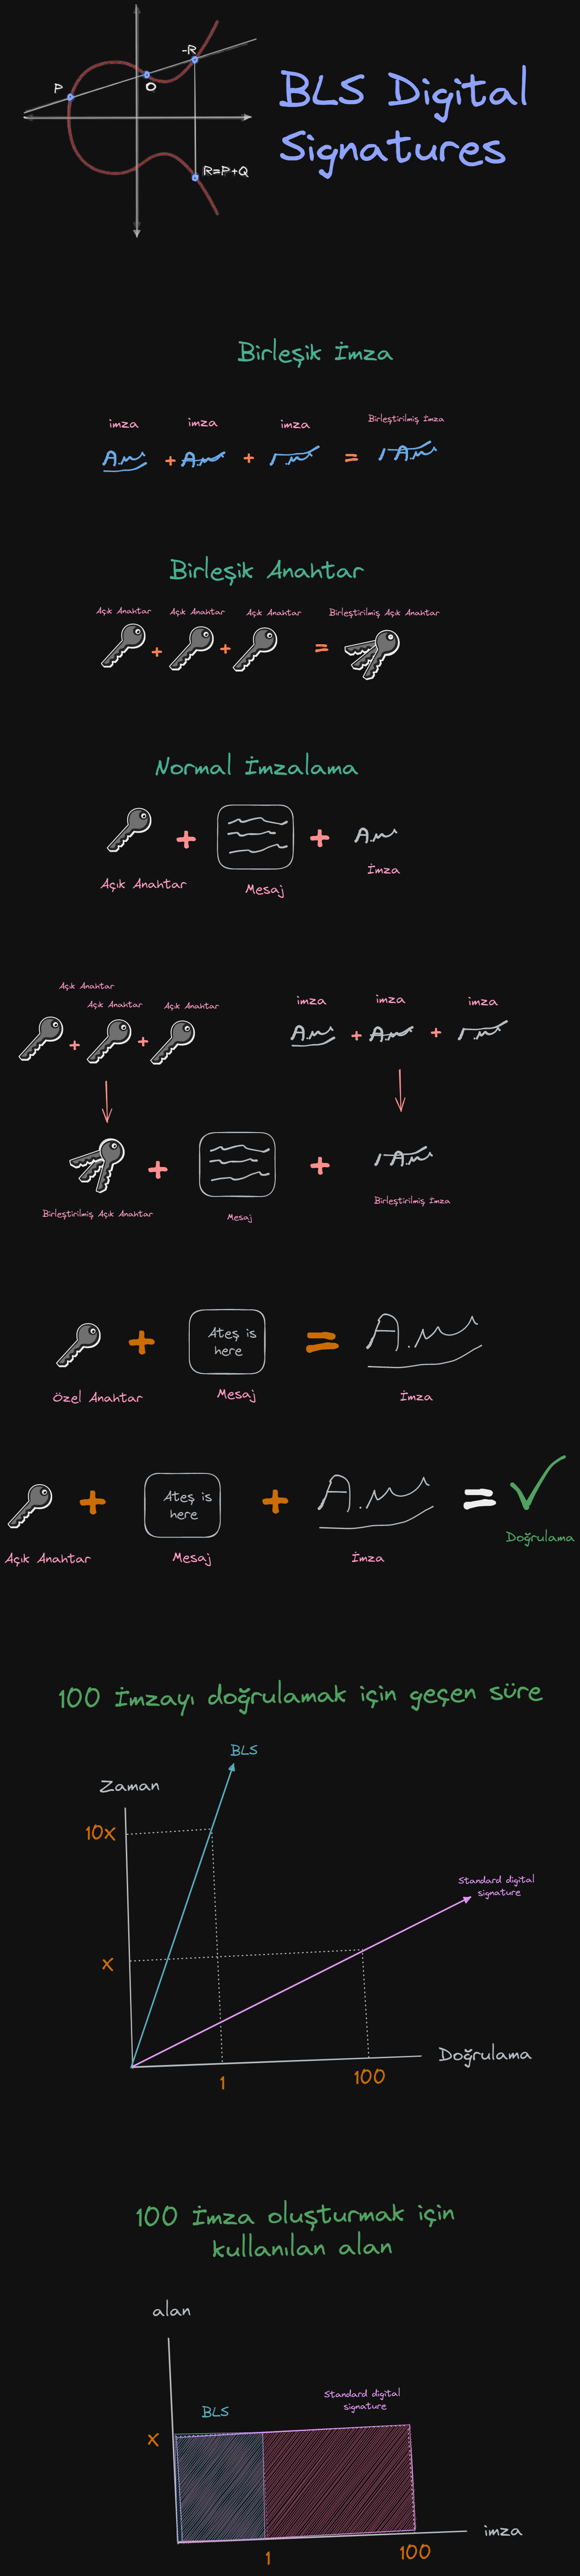 -R
P
O
R=P+Q
BLS Digital
Signatures
Birleşik İmza
imza
imza
imza
Birleştirilmiş İmza
A.m
+
A.m
+
=
Birleşik Anahtar
Açık Anahtar
Açık Anahtar
Açık Anahtar
Birleştirilmiş Açık Anahtar
+
+
=
Normal İmzalama
+
+
Açık Anahtar
Mesaj
İmza
Açık Anahtar
Açık Anahtar
Açık Anahtar
imza
imza
imza
+
+
+
+
+
+
Birleştirilmiş Açık Anahtar
Mesaj
Birleştirilmiş İmza
+
Ateş is
here
=
Özel Anahtar
Mesaj
İmza
+
Ateş is
here
+
=
Açık Anahtar
Mesaj
İmza
Doğrulama
100 İmzayı doğrulamak için geçen süre
BLS
Zaman
10x
Standard digital
signature
x
Doğrulama
1
100
100 İmza oluşturmak için
kullanılan alan
alan
Standard digital
signature
BLS
x
imza
1
100